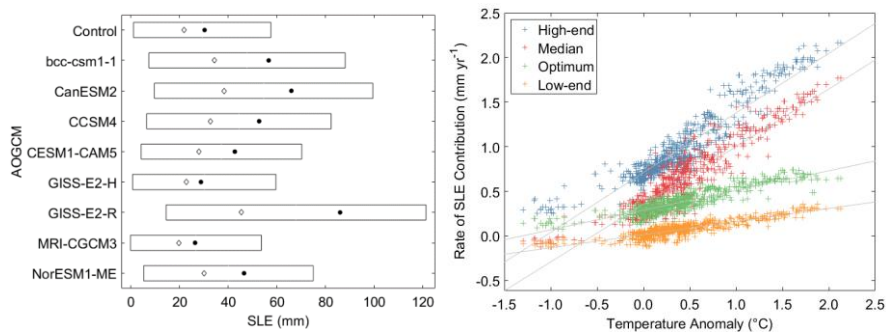 AOGCM
Control
bcc-csm1-1
CanESM2
CCSM4
CESM1-CAM5
GISS-E2-H
GISS-E2-R
MRI-CGCM3
NorESM1-ME
0 20 40 60 80 100 120
SLE (mm)
Rate of SLE Contribution (mm yr-1)
2.5
2.0
1.5
1.0
0.5
0.0
-0.5
High-end
Median
Optimum
Low-end
-1.5 -1.0 -0.5 0.0 0.5 1.0 1.5 2.0 2.5
Temperature Anomaly (°C)